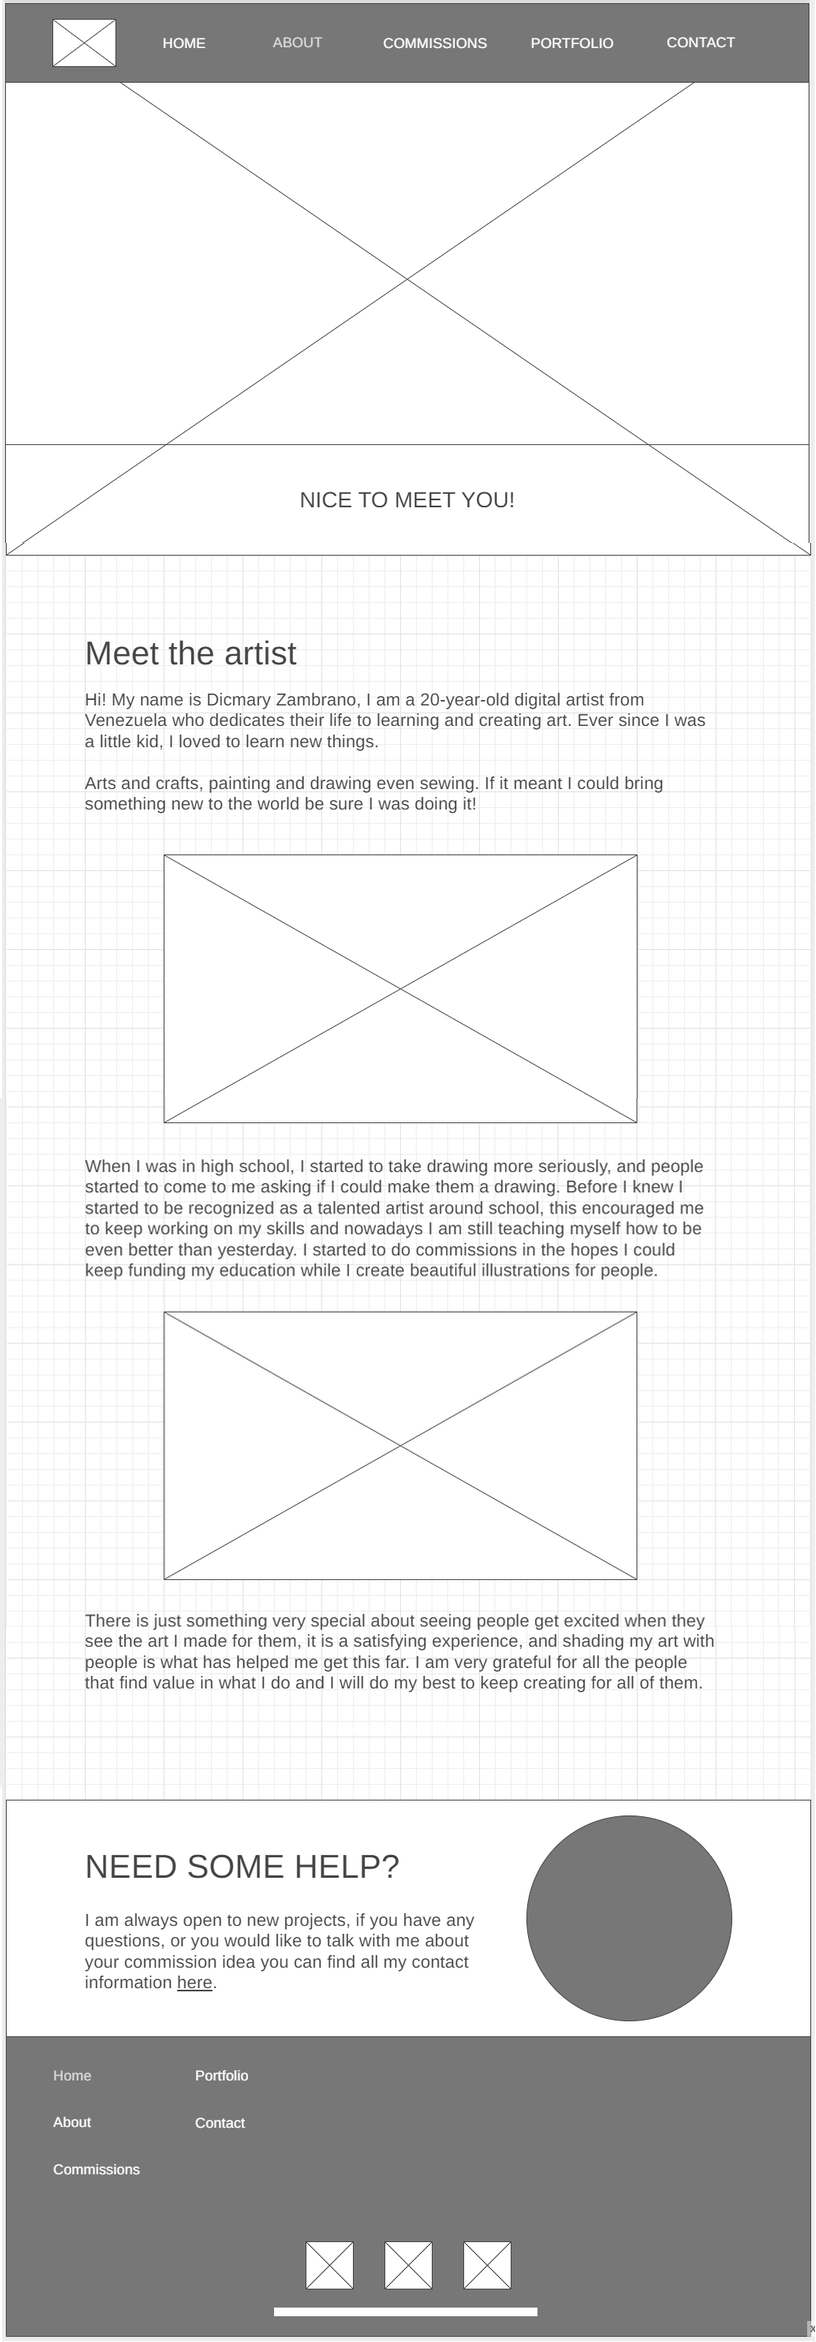 HOME ABOUT COMMISSIONS PORTFOLIO CONTACT
NICE TO MEET YOU!
Meet the artist
Hi! My name is Dicmary Zambrano, I am a 20-year-old digital artist from
Venezuela who dedicates their life to learning and creating art. Ever since I was
a little kid, I loved to learn new things.
Arts and crafts, painting and drawing even sewing. If it meant I could bring
something new to the world be sure I was doing it!
When I was in high school, I started to take drawing more seriously, and people
started to come to me asking if I could make them a drawing. Before I knew I
started to be recognized as a talented artist around school, this encouraged me
to keep working on my skills and nowadays I am still teaching myself how to be
even better than yesterday. I started to do commissions in the hopes I could
keep funding my education while I create beautiful illustrations for people.
There is just something very special about seeing people get excited when they
see the art I made for them, it is a satisfying experience, and shading my art with
people is what has helped me get this far. I am very grateful for all the people
that find value in what I do and I will do my best to keep creating for all of them.
NEED SOME HELP?
I am always open to new projects, if you have any
questions, or you would like to talk with me about
your commission idea you can find all my contact
information here.
Home
About
Commissions
Portfolio
Contact